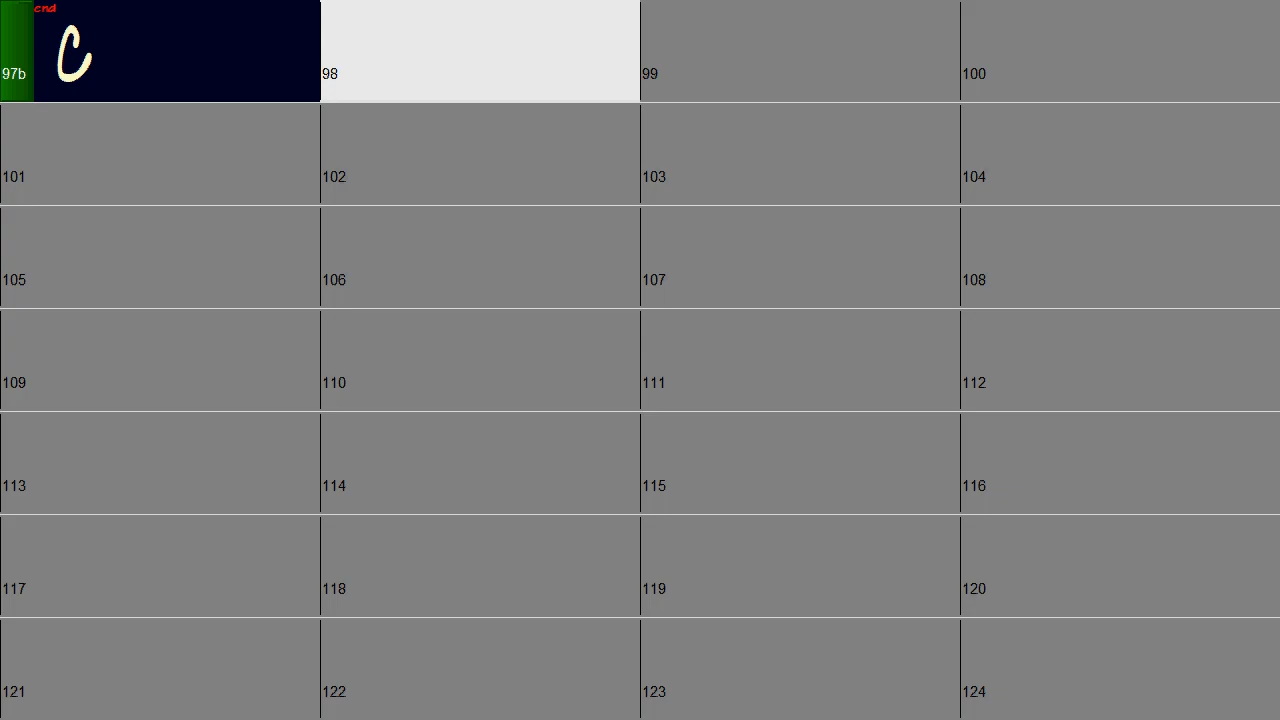 end
C
97b 98 99 100
101 102 103 104
105 106 107 108
109 110 111 112
113 114 115 116
117 118 119 120
121 122 123 124